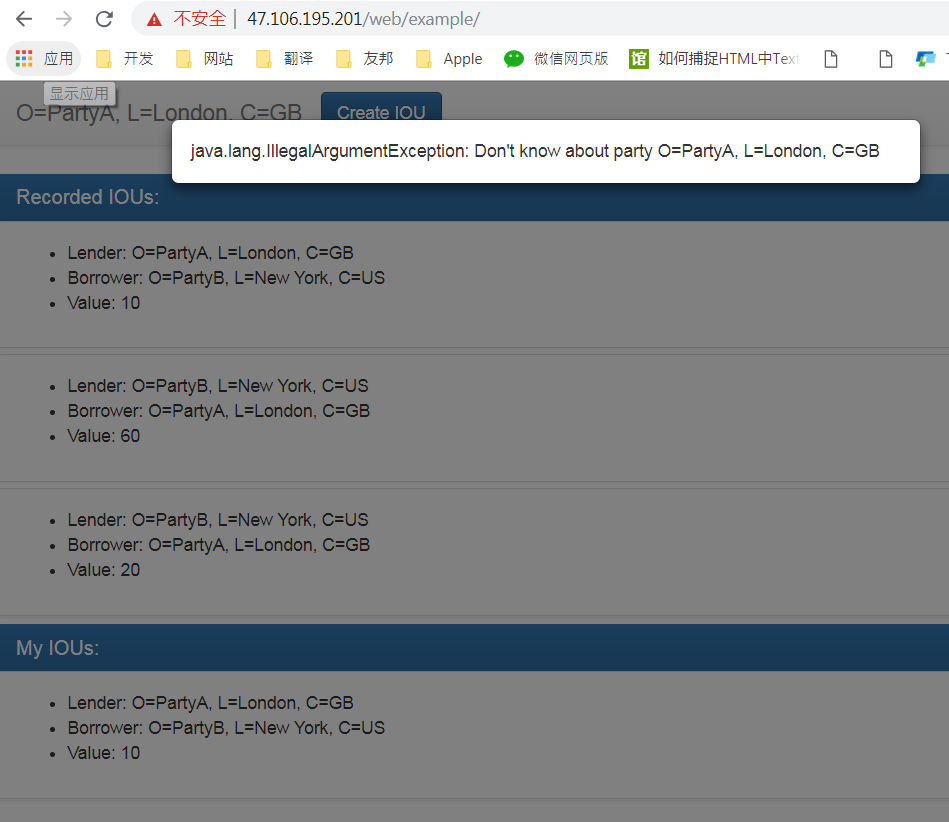 不安全 | 47.106.195.201/web/example/
应用 开发 网站 翻译 友邦 Apple 微信网页版 馆 如何捕捉HTML中Text
显示应用
O=PartyA, L=London, C=GB Create IOU
java.lang.IllegalArgumentException: Don't know about party O=PartyA, L=London, C=GB
Recorded IOUs:
Lender: O=PartyA, L=London, C=GB
Borrower: O=PartyB, L=New York, C=US
Value: 10
Lender: O=PartyB, L=New York, C=US
Borrower: O=PartyA, L=London, C=GB
Value: 60
Lender: O=PartyB, L=New York, C=US
Borrower: O=PartyA, L=London, C=GB
Value: 20
My IOUs:
Lender: O=PartyA, L=London, C=GB
Borrower: O=PartyB, L=New York, C=US
Value: 10